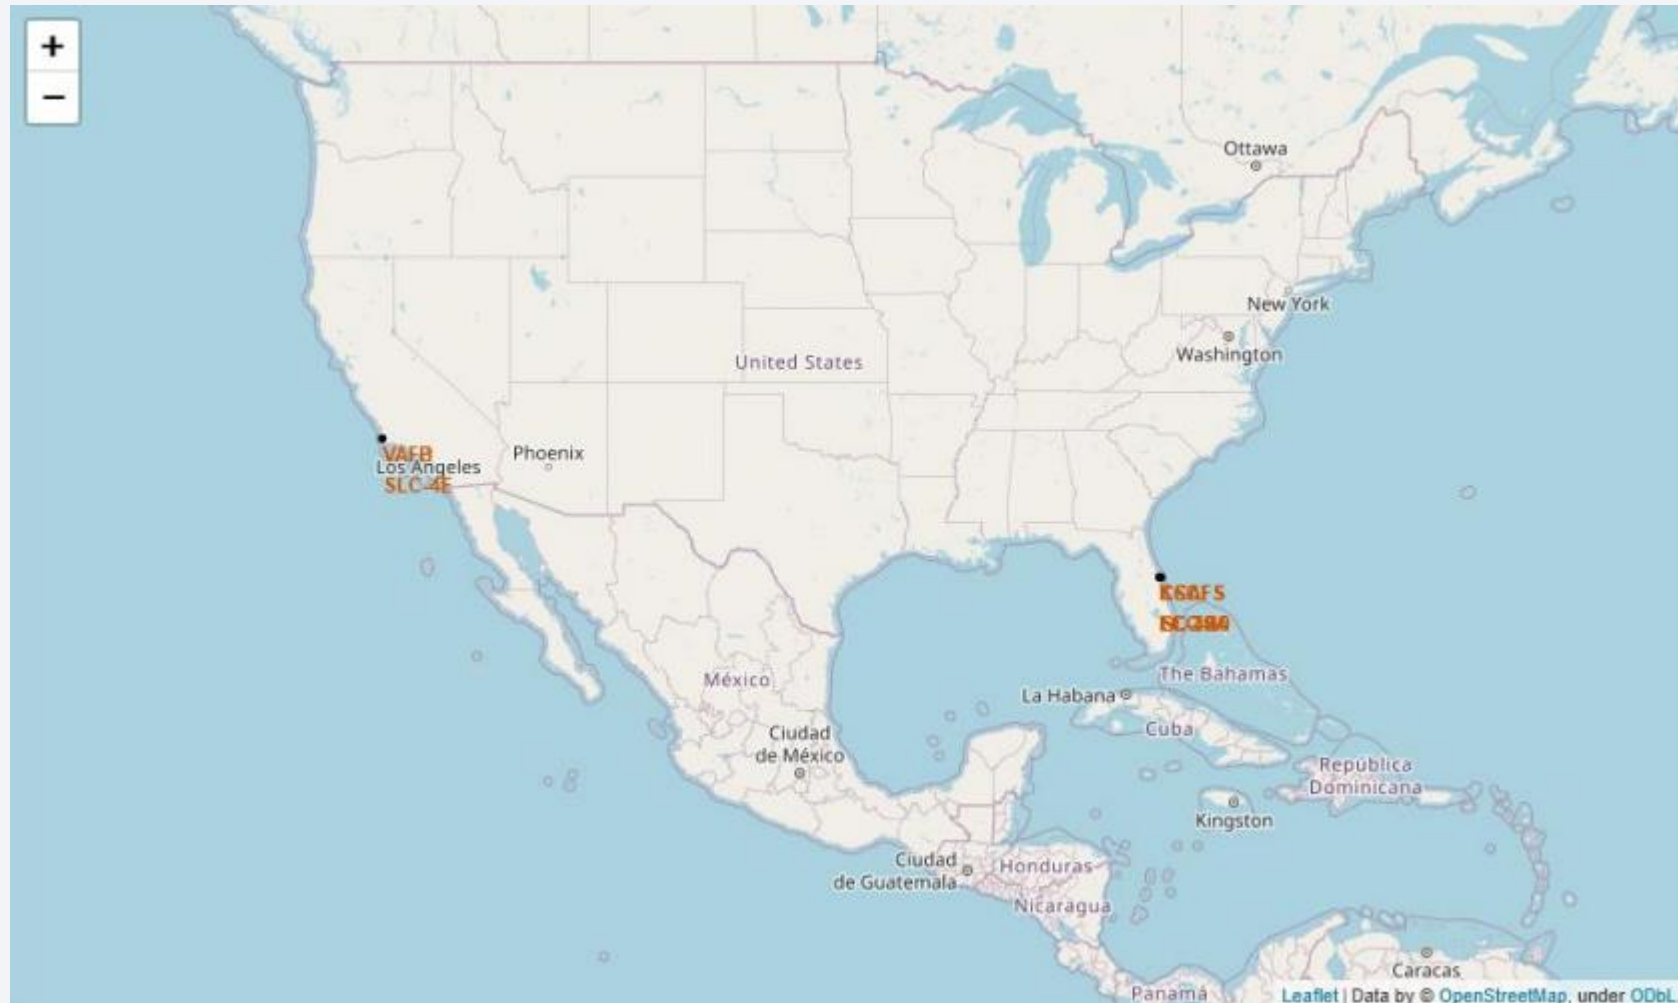 +
−
Ottawa
New York
Washington
United States
VAFB
Los Angeles
SLC-4E
Phoenix
The Bahamas
La Habana
México
Cuba
Ciudad
de México
República
Dominicana
Kingston
Ciudad
de Guatemala
Honduras
Nicaragua
Caracas
Panamá
Leaflet | Data by © OpenStreetMap, under ODbL.